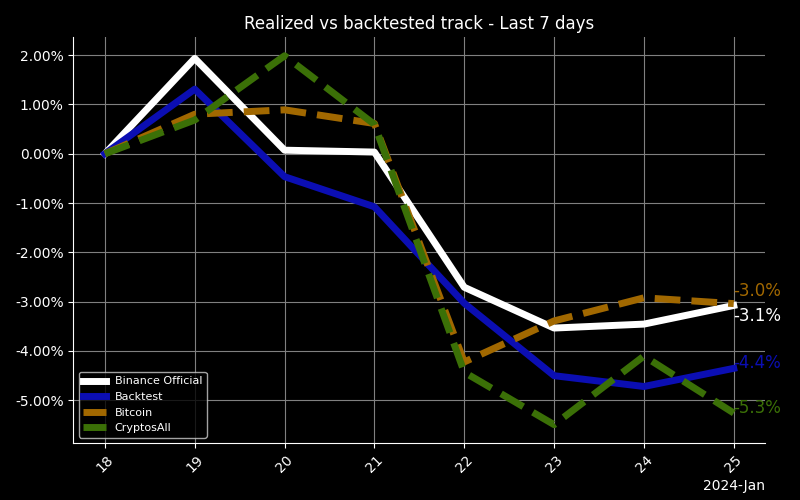 Realized vs backtested track - Last 7 days
2.00%
1.00%
0.00%
-1.00%
-2.00%
-3.00%
-4.00%
-5.00%
-3.0%
-3.1%
-4.4%
-5.3%
Binance Official
Backtest
Bitcoin
CryptosAll
18 19 20 21 22 23 24 25
2024-Jan